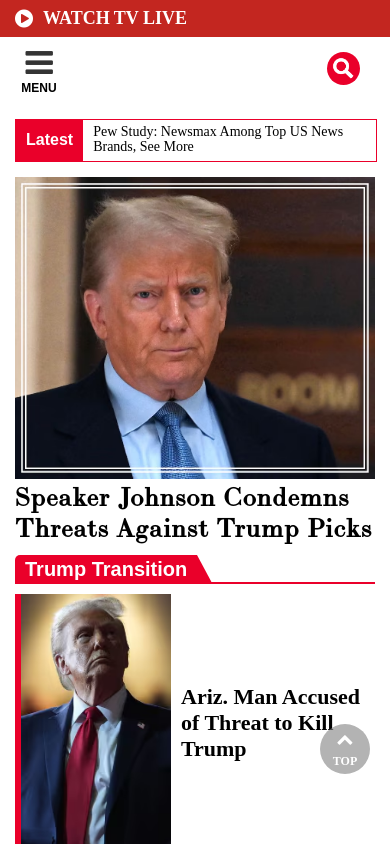 WATCH TV LIVE
MENU
Latest
Pew Study: Newsmax Among Top US News
Brands, See More
ROOM
Speaker Johnson Condemns
Threats Against Trump Picks
Trump Transition
Ariz. Man Accused
of Threat to Kill
Trump
TOP